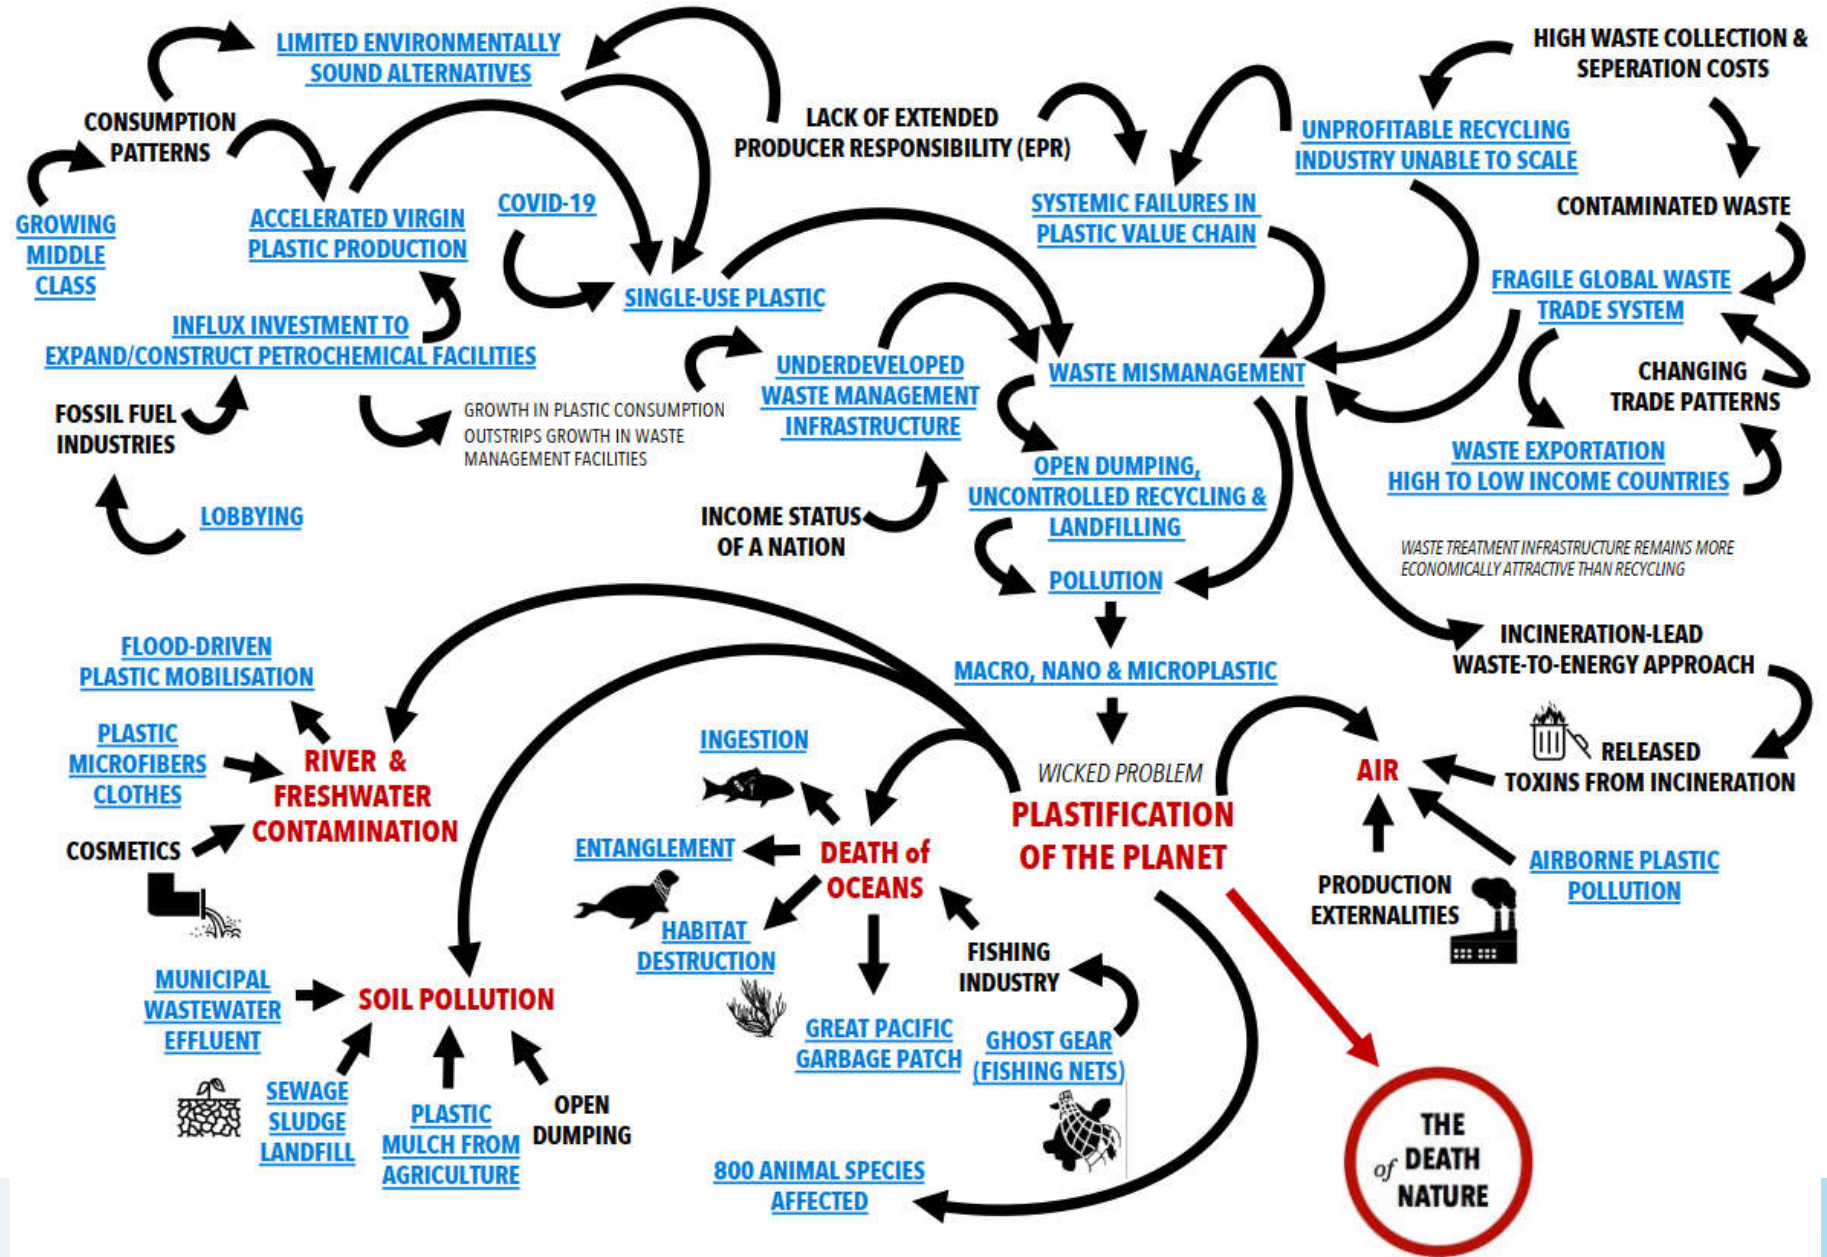 LIMITED ENVIRONMENTALLY
SOUND ALTERNATIVES
HIGH WASTE COLLECTION &
SEPERATION COSTS
CONSUMPTION
PATTERNS
LACK OF EXTENDED
PRODUCER RESPONSIBILITY (EPR)
UNPROFITABLE RECYCLING
INDUSTRY UNABLE TO SCALE
GROWING
MIDDLE
CLASS
ACCELERATED VIRGIN
PLASTIC PRODUCTION
COVID-19
SYSTEMIC FAILURES IN
PLASTIC VALUE CHAIN
CONTAMINATED WASTE
SINGLE-USE PLASTIC
FRAGILE GLOBAL WASTE
TRADE SYSTEM
INFLUX INVESTMENT TO
EXPAND/CONSTRUCT PETROCHEMICAL FACILITIES
UNDERDEVELOPED
WASTE MANAGEMENT
INFRASTRUCTURE
WASTE MISMANAGEMENT
CHANGING
TRADE PATTERNS
FOSSIL FUEL
INDUSTRIES
GROWTH IN PLASTIC CONSUMPTION
OUTSTRIPS GROWTH IN WASTE
MANAGEMENT FACILITIES
WASTE EXPORTATION
HIGH TO LOW INCOME COUNTRIES
OPEN DUMPING,
UNCONTROLLED RECYCLING &
LANDFILLING
LOBBYING
INCOME STATUS
OF A NATION
WASTE TREATMENT INFRASTRUCTURE REMAINS MORE
ECONOMICALLY ATTRACTIVE THAN RECYCLING
POLLUTION
FLOOD-DRIVEN
PLASTIC MOBILISATION
MACRO, NANO & MICROPLASTIC
INCINERATION-LEAD
WASTE-TO-ENERGY APPROACH
PLASTIC
MICROFIBERS
CLOTHES
RIVER &
FRESHWATER
CONTAMINATION
INGESTION
WICKED PROBLEM
PLASTIFICATION
OF THE PLANET
AIR
RELEASED
TOXINS FROM INCINERATION
COSMETICS
ENTANGLEMENT
DEATH of
OCEANS
PRODUCTION
EXTERNALITIES
AIRBORNE PLASTIC
POLLUTION
HABITAT
DESTRUCTION
FISHING
INDUSTRY
MUNICIPAL
WASTEWATER
EFFLUENT
SOIL POLLUTION
GREAT PACIFIC
GARBAGE PATCH
GHOST GEAR
(FISHING NETS)
SEWAGE
SLUDGE
LANDFILL
PLASTIC
MULCH FROM
AGRICULTURE
OPEN
DUMPING
800 ANIMAL SPECIES
AFFECTED
THE
of DEATH
NATURE